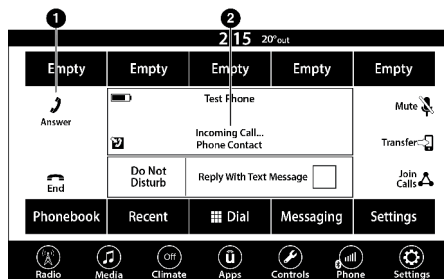 1 2
2 15 20°out
Empty Empty Empty Empty Empty
Test Phone
Answer
Mute
Incoming Call...
Phone Contact
Transfer
End
Do Not
Disturb
Reply With Text Message
Join
Calls
Phonebook Recent Dial Messaging Settings
Off
û
Radio Media Climate Apps Controls Phone Settings